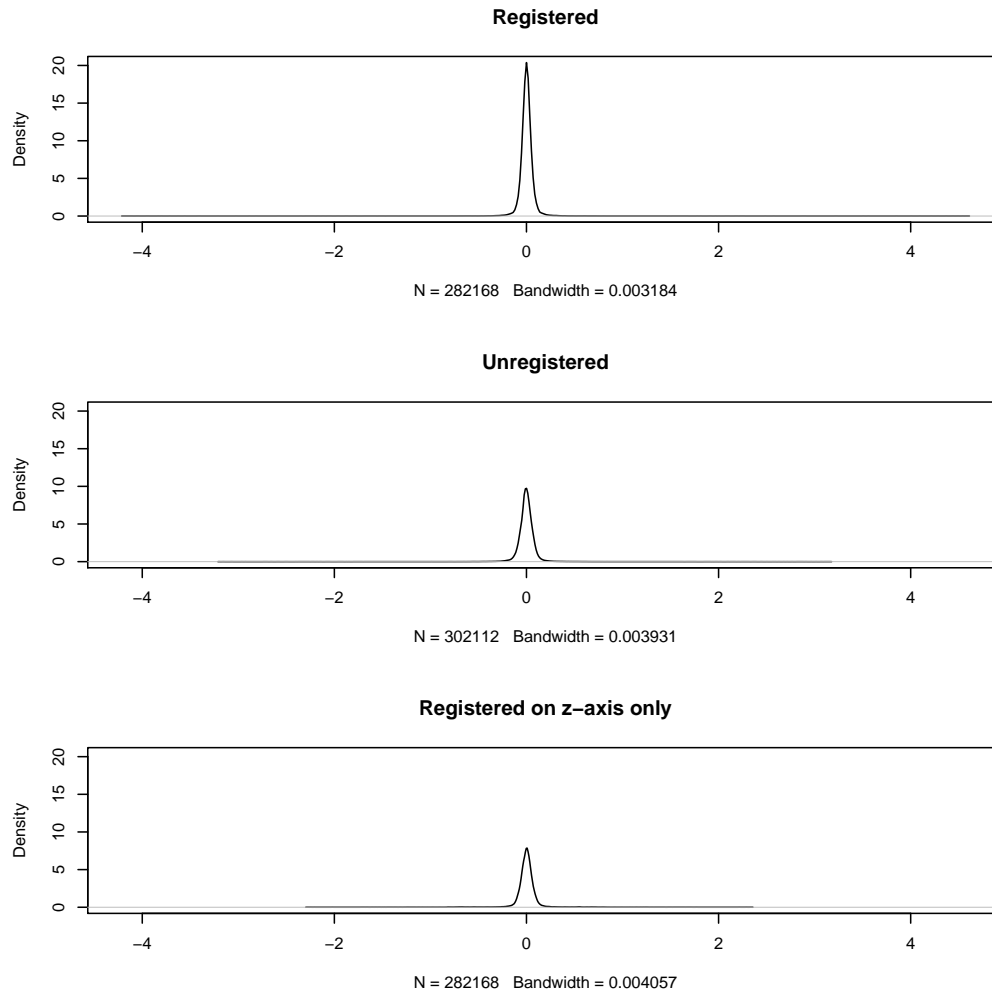 Registered
Density
20
15
10
5
0
−4 −2 0 2 4
N = 282168 Bandwidth = 0.003184
Unregistered
Density
20
15
10
5
0
−4 −2 0 2 4
N = 302112 Bandwidth = 0.003931
Registered on z−axis only
Density
20
15
10
5
0
−4 −2 0 2 4
N = 282168 Bandwidth = 0.004057